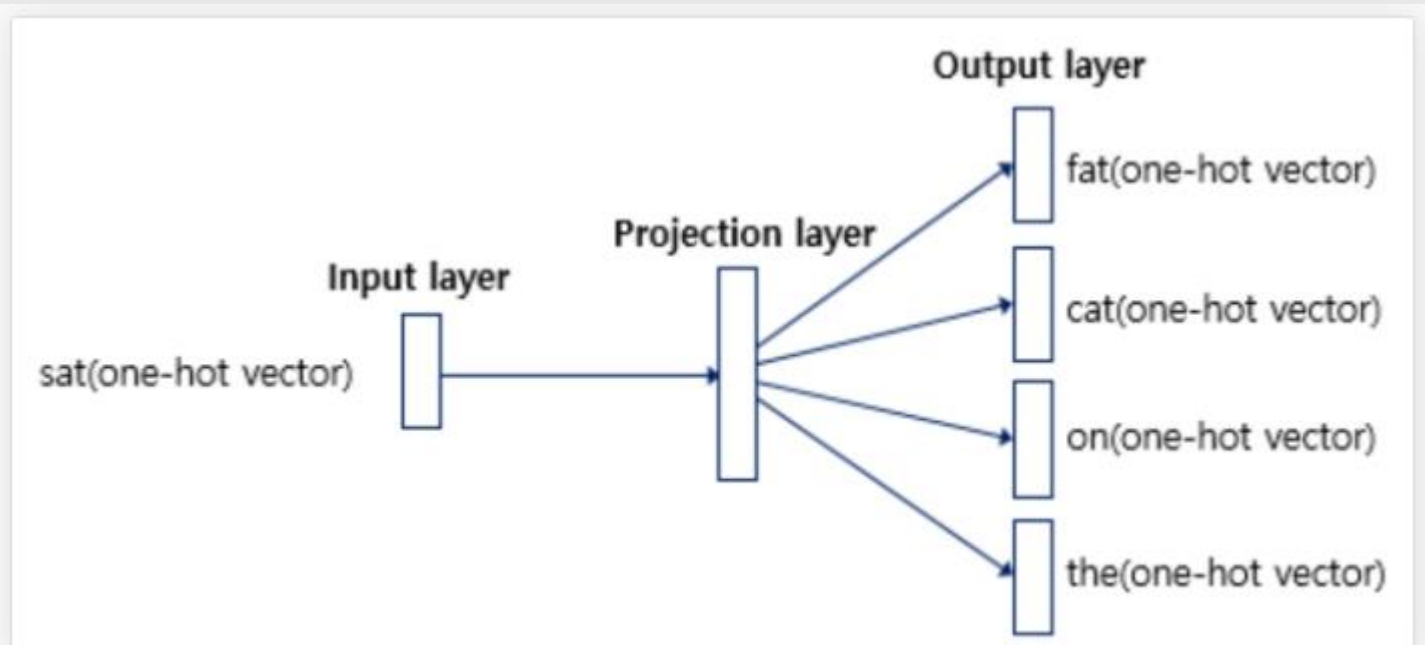 Output layer
fat(one-hot vector)
Projection layer
Input layer
cat(one-hot vector)
sat(one-hot vector)
on(one-hot vector)
the(one-hot vector)